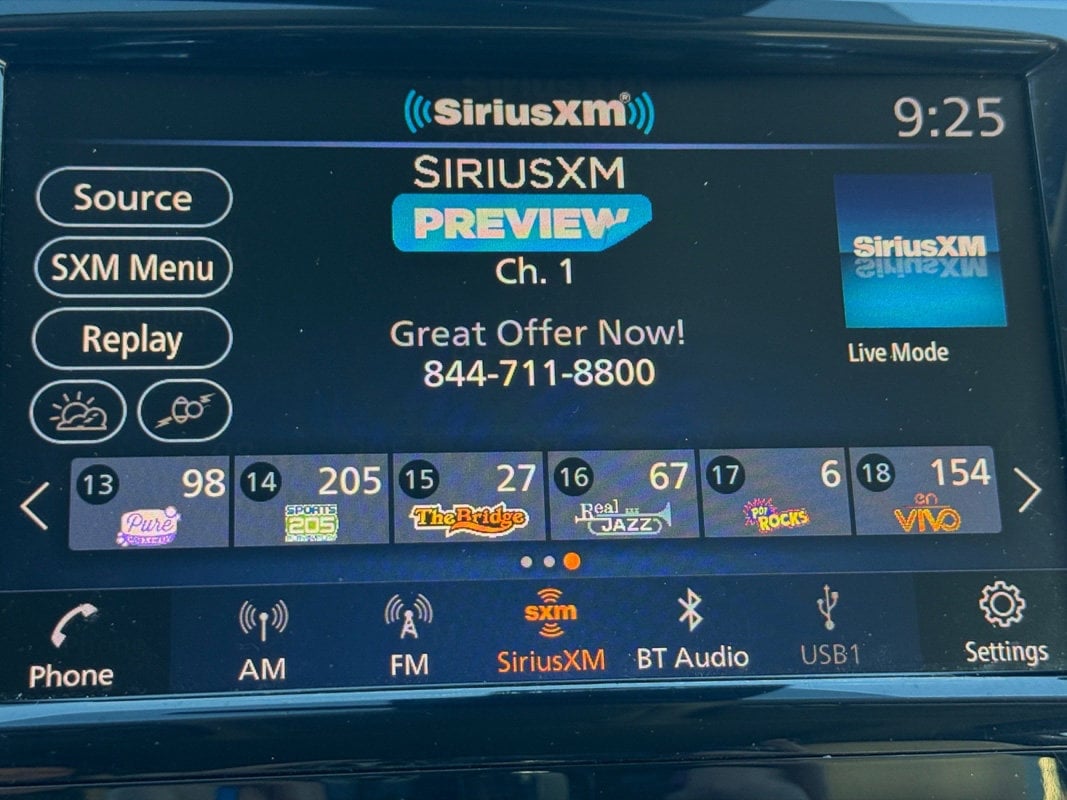 SiriusXM®
9:25
SIRIUSXM
PREVIEW
Ch. 1
Great Offer Now!
844-711-8800
Source
SXM Menu
Replay
SiriusXM
Live Mode
13 98
Pure
14 205
SPORTS
205
15 27
The Bridge
16 67
Real
JAZZ
17 6
ROCKS
18 154
en
VIVO
Phone
AM
FM
sxm
SiriusXM
BT Audio
USB1
Settings